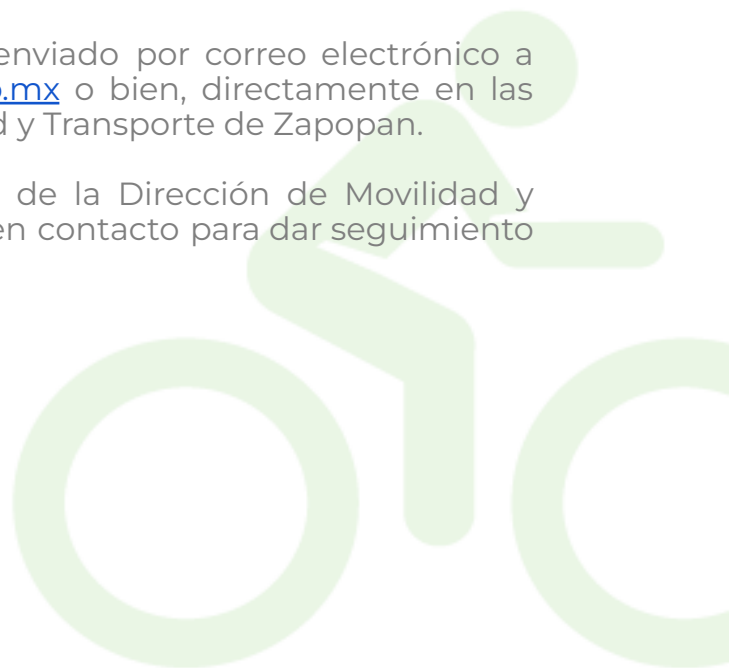 enviado por correo electrónico a
.mx o bien, directamente en las
y Transporte de Zapopan.
de la Dirección de Movilidad y
en contacto para dar seguimiento